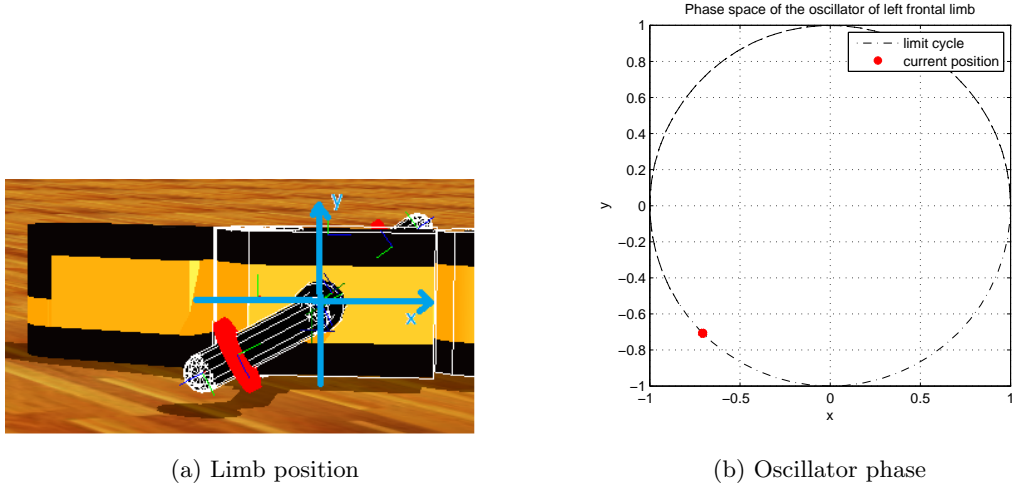 Phase space of the oscillator of left frontal limb
limit cycle
current position
1
0.8
0.6
0.4
0.2
0
−0.2
−0.4
−0.6
−0.8
−1
y
−1
−0.5
0
0.5
1
x
y
x
(a) Limb position
(b) Oscillator phase